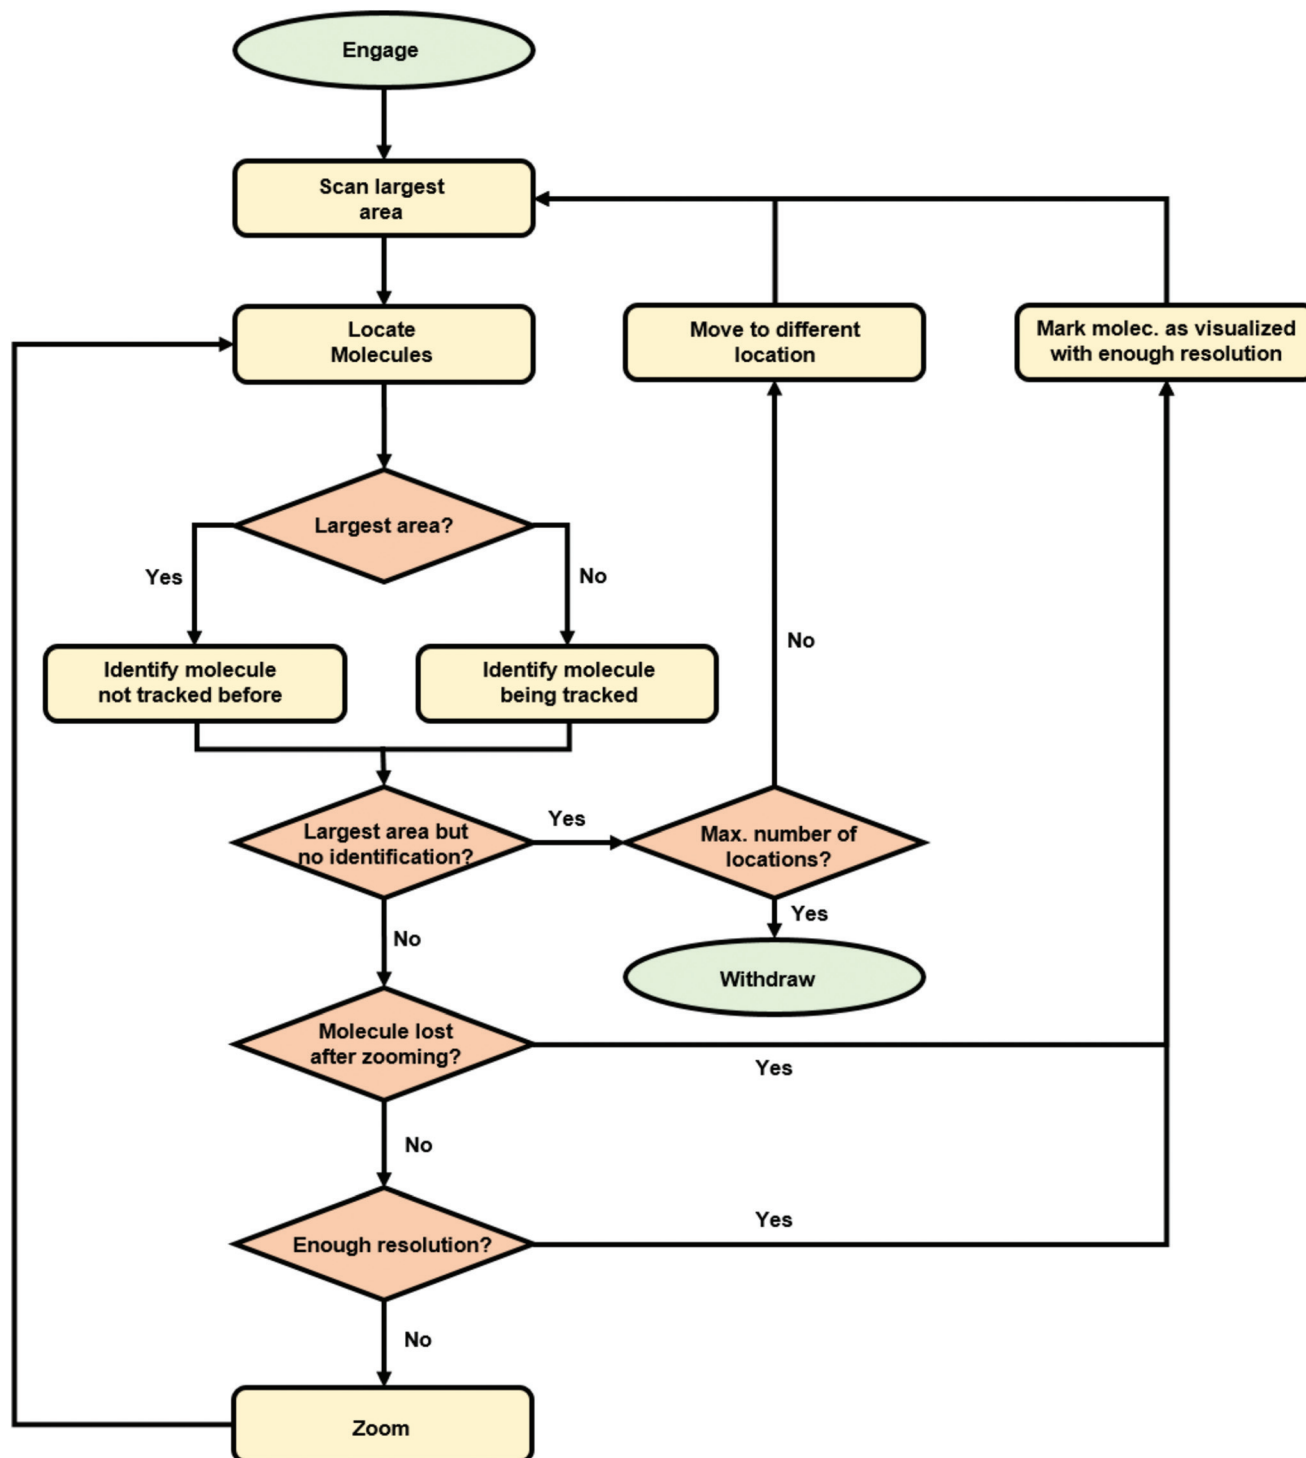 Engage
Scan largest
area
Locate
Molecules
Move to different
location
Mark molec. as visualized
with enough resolution
Largest area?
Yes
No
Identify molecule
not tracked before
Identify molecule
being tracked
No
Largest area but
no identification?
Yes
Max. number of
locations?
No
Yes
Withdraw
Molecule lost
after zooming?
Yes
No
Enough resolution?
Yes
No
Zoom